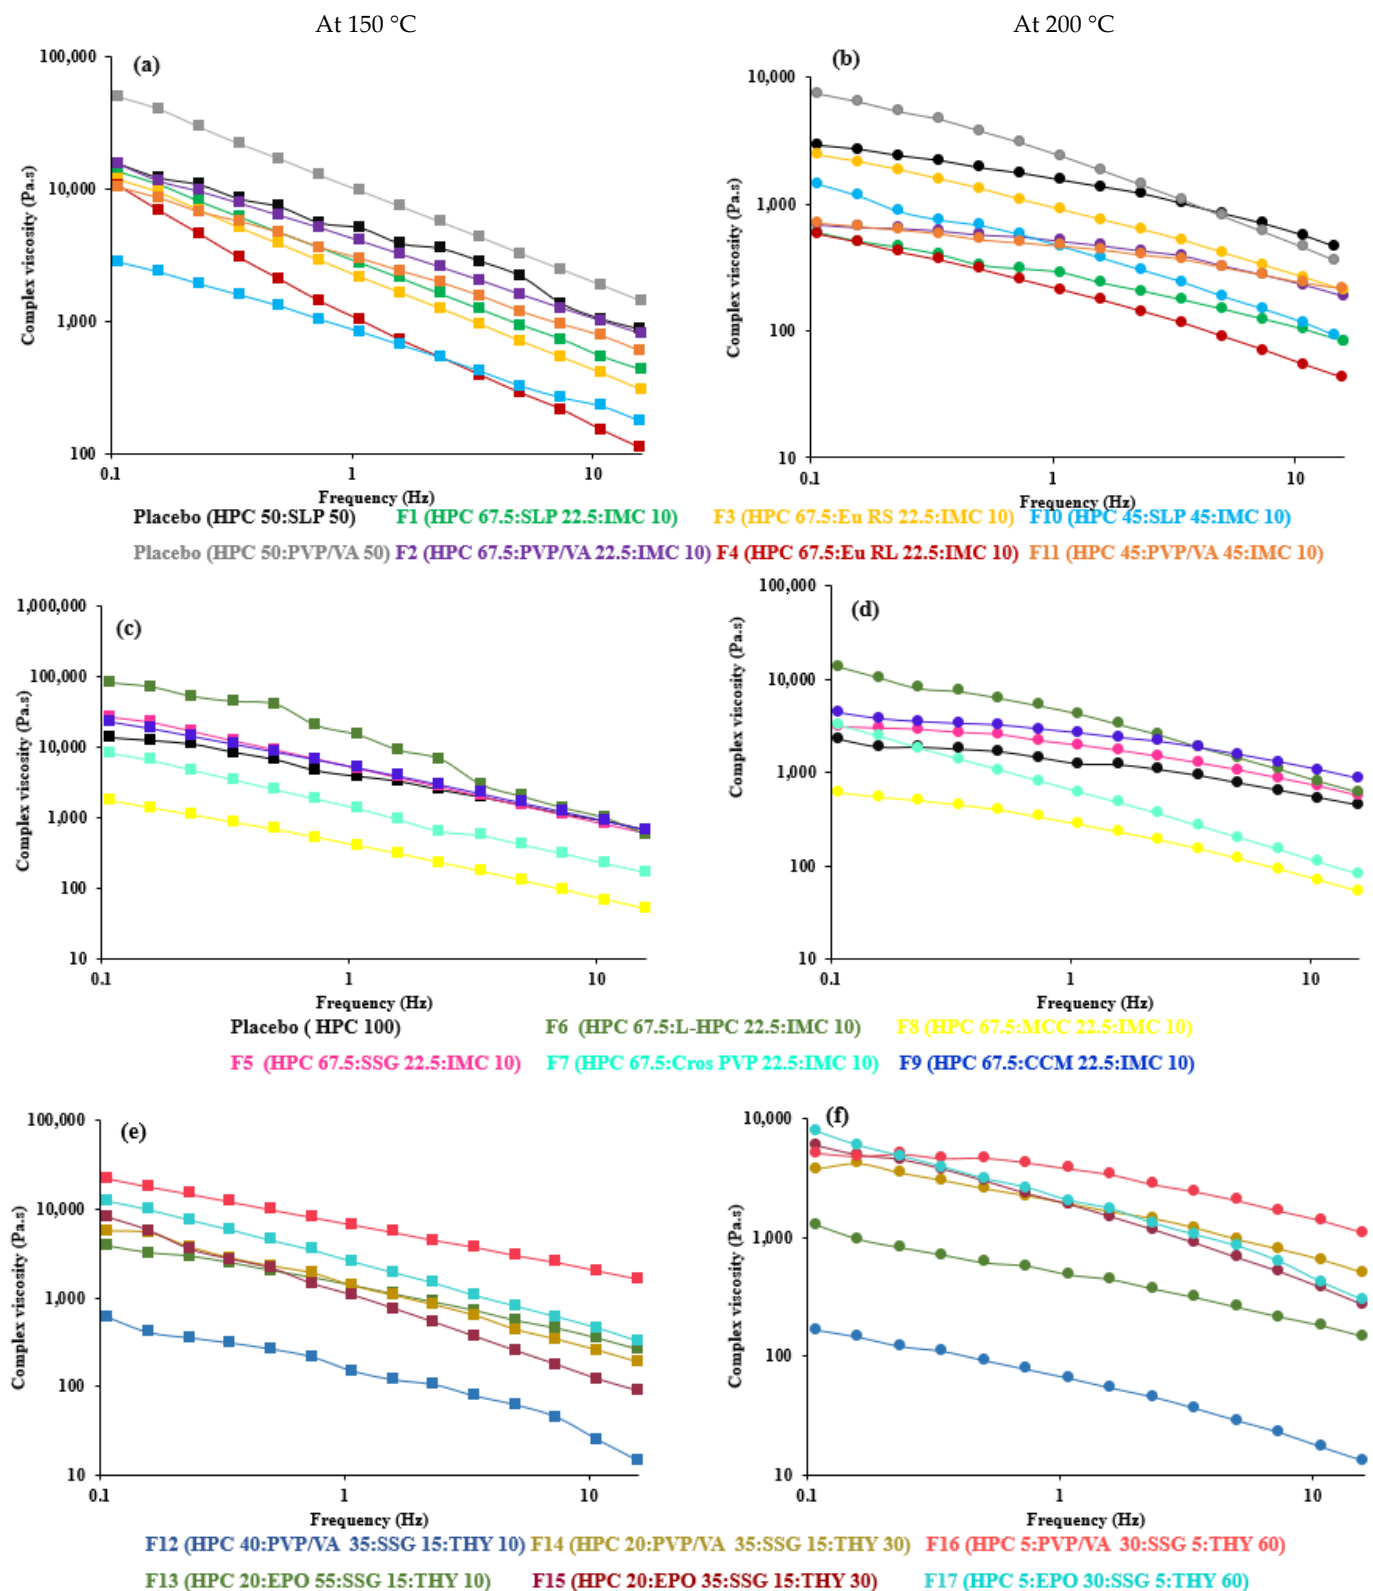 At 150 °C
At 200 °C
(a)
100,000
10,000
1,000
100
0.1
1
10
Complex viscosity (Pa.s)
Frequency (Hz)
(b)
10,000
1,000
100
10
0.1
1
10
Complex viscosity (Pa.s)
Frequency (Hz)
Placebo (HPC 50:SLP 50) F1 (HPC 67.5:SLP 22.5:IMC 10) F3 (HPC 67.5:Eu RS 22.5:IMC 10) F10 (HPC 45:SLP 45:IMC 10)
Placebo (HPC 50:PVP/VA 50) F2 (HPC 67.5:PVP/VA 22.5:IMC 10) F4 (HPC 67.5:Eu RL 22.5:IMC 10) F11 (HPC 45:PVP/VA 45:IMC 10)
(c)
1,000,000
100,000
10,000
1,000
100
10
0.1
1
10
Complex viscosity (Pa.s)
Frequency (Hz)
(d)
100,000
10,000
1,000
100
10
0.1
1
10
Complex viscosity (Pa.s)
Frequency (Hz)
Placebo ( HPC 100) F6 (HPC 67.5:L-HPC 22.5:IMC 10) F8 (HPC 67.5:MCC 22.5:IMC 10)
F5 (HPC 67.5:SSG 22.5:IMC 10) F7 (HPC 67.5:Cros PVP 22.5:IMC 10) F9 (HPC 67.5:CCM 22.5:IMC 10)
(e)
100,000
10,000
1,000
100
10
0.1
1
10
Complex viscosity (Pa.s)
Frequency (Hz)
(f)
10,000
1,000
100
10
0.1
1
10
Complex viscosity (Pa.s)
Frequency (Hz)
F12 (HPC 40:PVP/VA 35:SSG 15:THY 10) F14 (HPC 20:PVP/VA 35:SSG 15:THY 30) F16 (HPC 5:PVP/VA 30:SSG 5:THY 60)
F13 (HPC 20:EPO 55:SSG 15:THY 10) F15 (HPC 20:EPO 35:SSG 15:THY 30) F17 (HPC 5:EPO 30:SSG 5:THY 60)